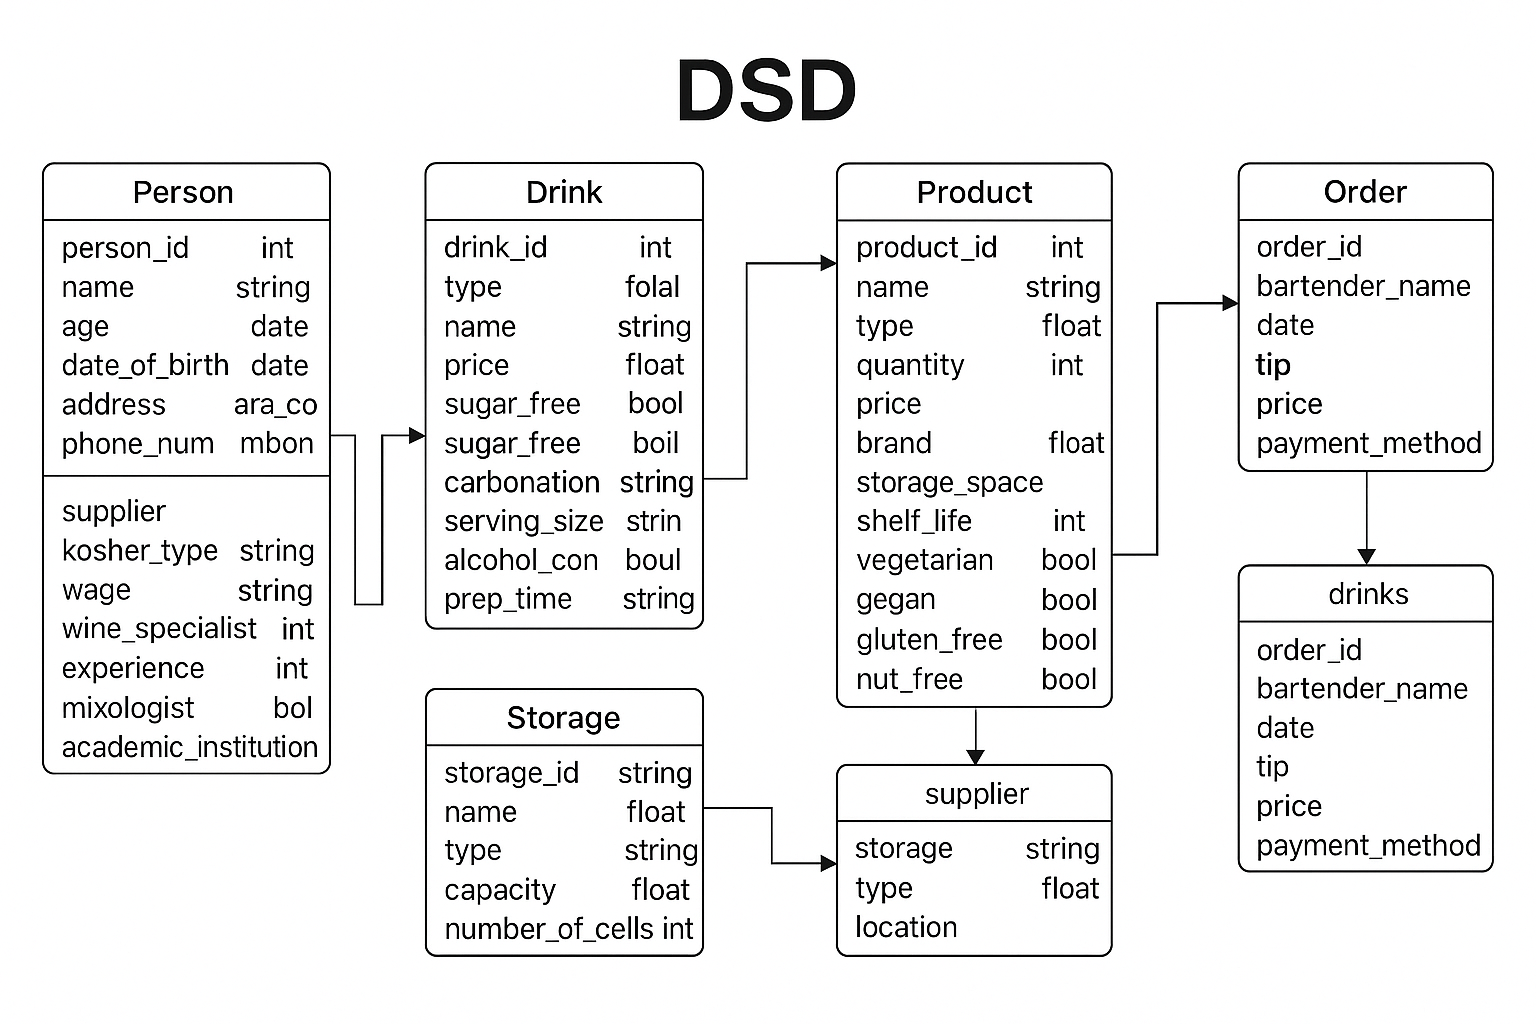 DSD
Person
person_id int
name string
age date
date_of_birth date
address ara_co
phone_num mbon
supplier
kosher_type string
wage string
wine_specialist int
experience int
mixologist bol
academic_institution
Drink
drink_id int
type folal
name string
price float
sugar_free bool
sugar_free boil
carbonation string
serving_size strin
alcohol_con boul
prep_time string
Storage
storage_id string
name float
type string
capacity float
number_of_cells int
Product
product_id int
name string
type float
quantity int
price
brand float
storage_space
shelf_life int
vegetarian bool
gegan bool
gluten_free bool
nut_free bool
supplier
storage string
type float
location
Order
order_id
bartender_name
date
tip
price
payment_method
drinks
order_id
bartender_name
date
tip
price
payment_method